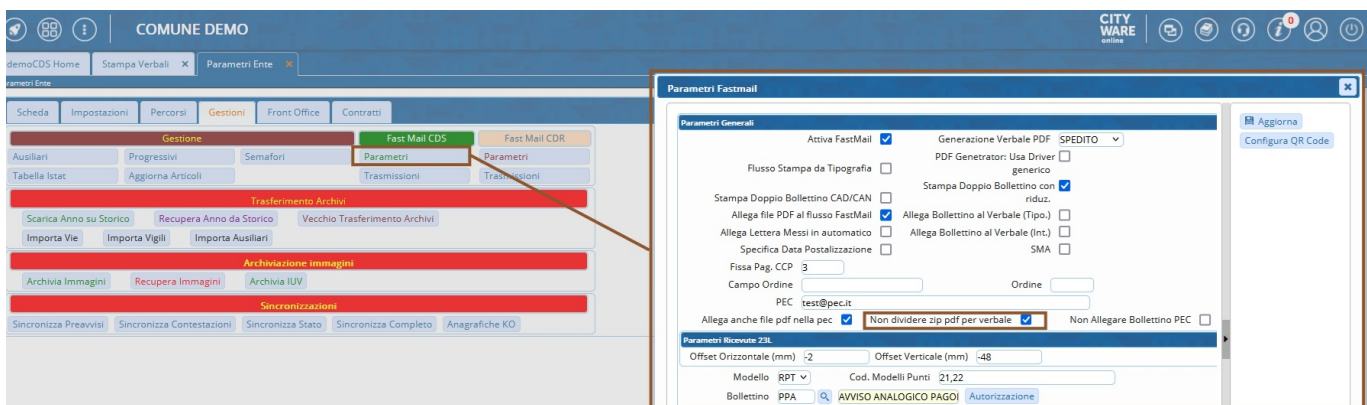 COMUNE DEMO
CITY WARE online
0
demoCDS Home Stampa Verbali × Parametri Ente ×
Parametri Ente
Scheda Impostazioni Percorsi Gestioni Front Office Contratti
Gestione Fast Mail CDS Fast Mail CDR
Ausiliari Progressivi Semafori Parametri Parametri
Tabella Istat Aggiorna Articoli Trasmissioni Trasmissioni
Trasferimento Archivi
Scarica Anno su Storico Recupera Anno da Storico Vecchio Trasferimento Archivi
Importa Vie Importa Vigili Importa Ausiliari
Archiviazione immagini
Archivia Immagini Recupera Immagini Archivia IUV
Sincronizzazioni
Sincronizza Preavvisi Sincronizza Contestazioni Sincronizza Stato Sincronizza Completo Anagrafiche KO
Parametri Fastmail
Parametri Generali
Attiva FastMail Generazione Verbale PDF SPEDITO
Flusso Stampa da Tipografia PDF Genetrator: Usa Driver generico
Stampa Doppio Bollettino CAD/CAN Stampa Doppio Bollettino con riduz.
Allega file PDF al flusso FastMail Allega Bollettino al Verbale (Tipo.)
Allega Lettera Messi in automatico Allega Bollettino al Verbale (Int.)
Specifica Data Postalizzazione SMA
Fissa Pag. CCP 3
Campo Ordine Ordine
PEC test@pec.it
Allega anche file pdf nella pec Non dividere zip pdf per verbale Non Allegare Bollettino PEC
Parametri Ricevute 23L
Offset Orizzontale (mm) -2 Offset Verticale (mm) -48
Modello RPT Cod. Modelli Punti 21,22
Bollettino PPA AVVISO ANALOGICO PAGOI Autorizzazione
Aggiorna
Configura QR Code